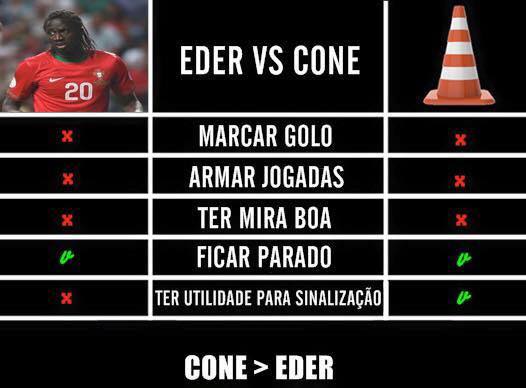 EDER VS CONE
20
x MARCAR GOLO x
x ARMAR JOGADAS x
x TER MIRA BOA x
v FICAR PARADO v
x TER UTILIDADE PARA SINALIZAÇÃO v
CONE > EDER